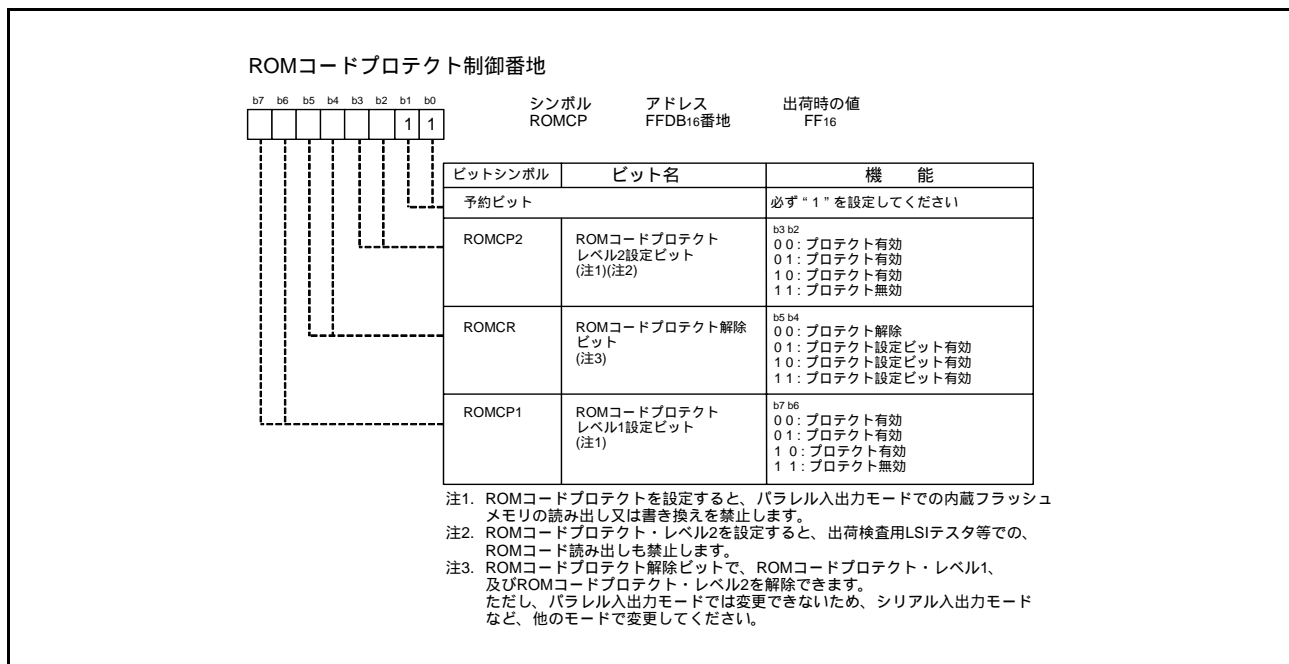 ROMコードプロテクト制御番地
b7 b6 b5 b4 b3 b2 b1 b0
1 1
シンボル アドレス 出荷時の値
ROMCP FFDB16番地 FF16
ビットシンボル ビット名 機 能
予約ビット 必ず“1”を設定してください
ROMCP2 ROMコードプロテクト
レベル2設定ビット
(注1)(注2)
b3 b2
0 0 : プロテクト有効
0 1 : プロテクト有効
1 0 : プロテクト有効
1 1 : プロテクト無効
ROMCR ROMコードプロテクト解除
ビット
(注3)
b5 b4
0 0 : プロテクト解除
0 1 : プロテクト設定ビット有効
1 0 : プロテクト設定ビット有効
1 1 : プロテクト設定ビット有効
ROMCP1 ROMコードプロテクト
レベル1設定ビット
(注1)
b7 b6
0 0 : プロテクト有効
0 1 : プロテクト有効
1 0 : プロテクト有効
1 1 : プロテクト無効
注1. ROMコードプロテクトを設定すると、パラレル入出力モードでの内蔵フラッシュ
メモリの読み出し又は書き換えを禁止します。
注2. ROMコードプロテクト・レベル2を設定すると、出荷検査用LSIテスタ等での、
ROMコード読み出しも禁止します。
注3. ROMコードプロテクト解除ビットで、ROMコードプロテクト・レベル1、
及びROMコードプロテクト・レベル2を解除できます。
ただし、パラレル入出力モードでは変更できないため、シリアル入出力モード
など、他のモードで変更してください。